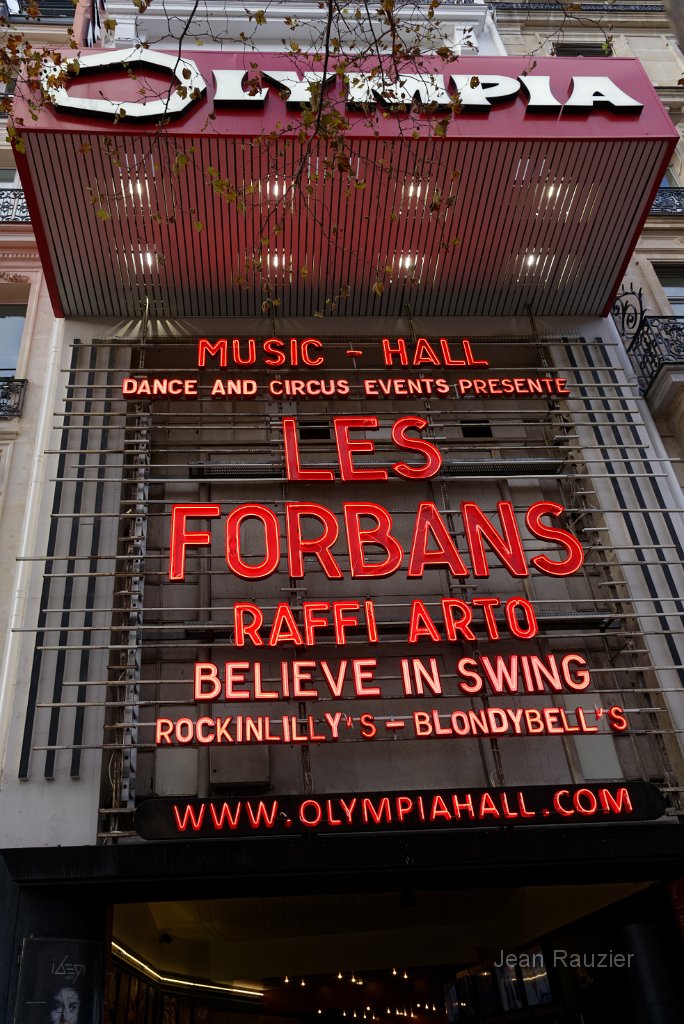 OLYMPIA
MUSIC - HALL
DANCE AND CIRCUS EVENTS PRESENTE
LES
FORBANS
RAFFI ARTO
BELIEVE IN SWING
ROCKINLILLY'S - BLONDYBELL'S
WWW.OLYMPIAHALL.COM
Jean Rauzier